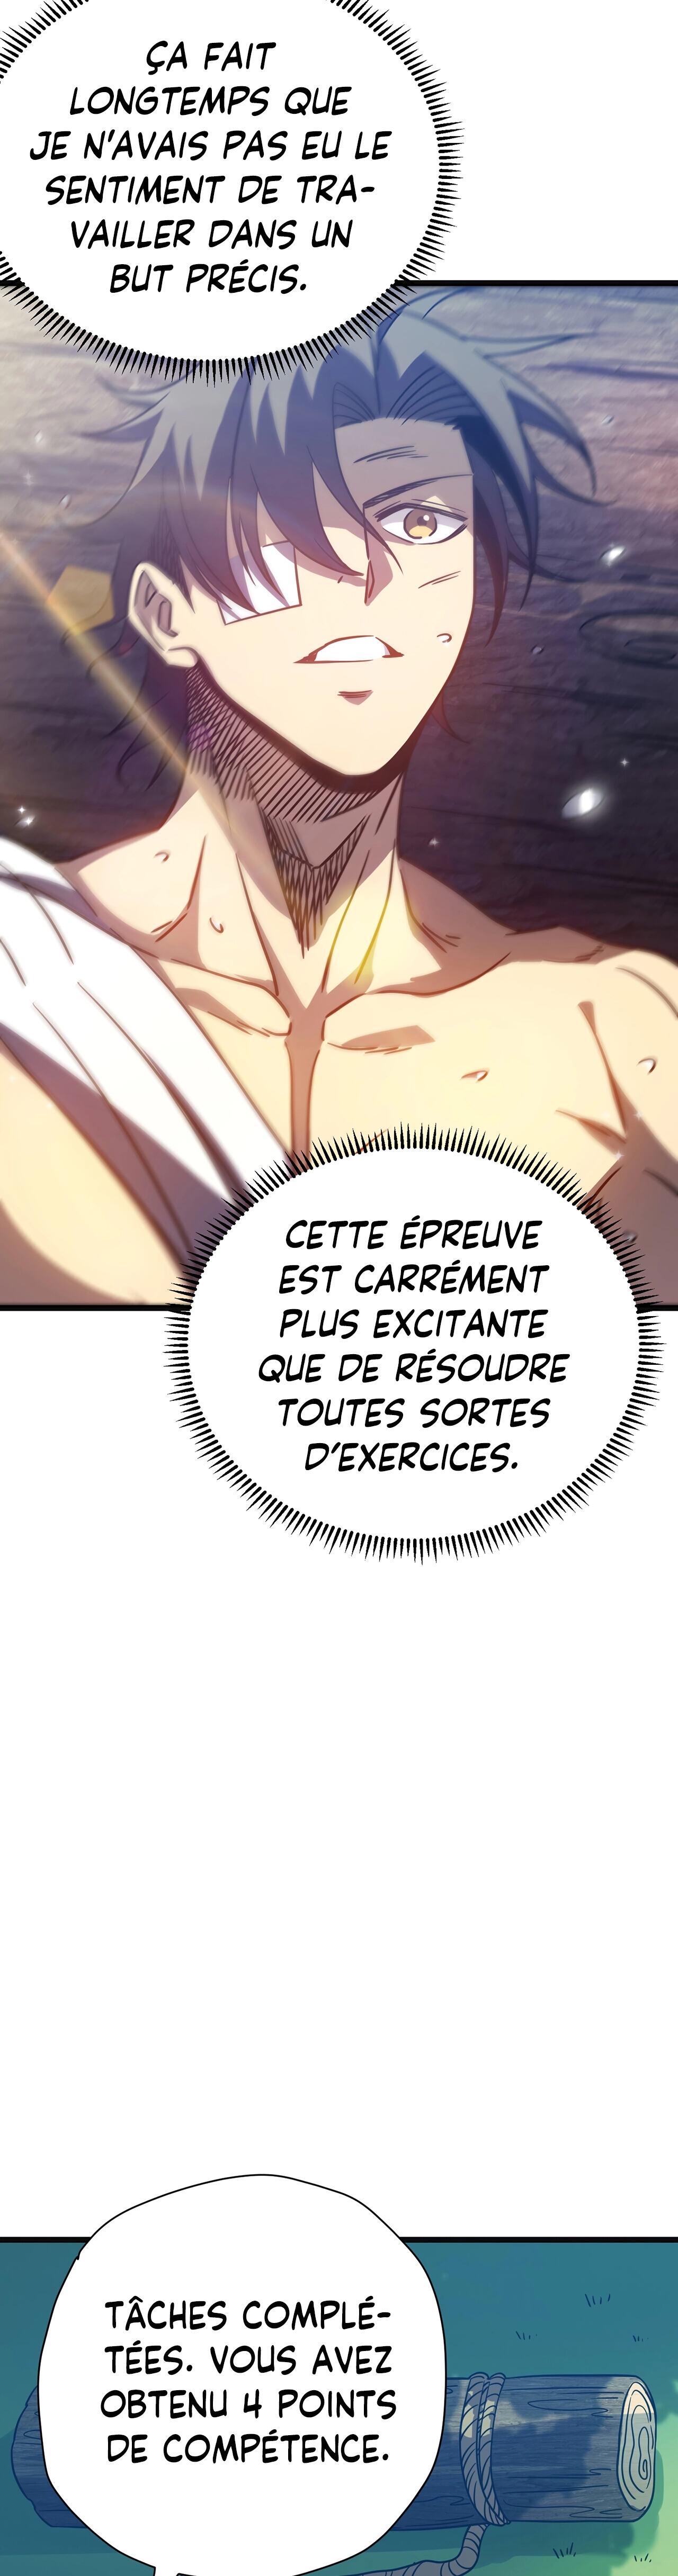 ÇA FAIT
LONGTEMPS QUE
JE N'AVAIS PAS EU LE
SENTIMENT DE TRA-
VAILLER DANS UN
BUT PRÉCIS.
CETTE ÉPREUVE
EST CARRÉMENT
PLUS EXCITANTE
QUE DE RÉSOUDRE
TOUTES SORTES
D'EXERCICES.
TÂCHES COMPLÉ-
TÉES. VOUS AVEZ
OBTENU 4 POINTS
DE COMPÉTENCE.